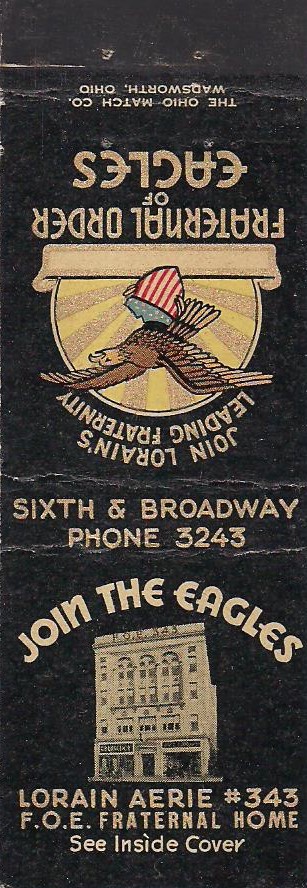 THE OHIO MATCH CO.
WADSWORTH, OHIO
FRATERNAL ORDER
OF
EAGLES
JOIN LORAIN'S
LEADING FRATERNITY
SIXTH & BROADWAY
PHONE 3243
JOIN THE EAGLES
F.O.E. 343
LORAIN AERIE #343
F.O.E. FRATERNAL HOME
See Inside Cover